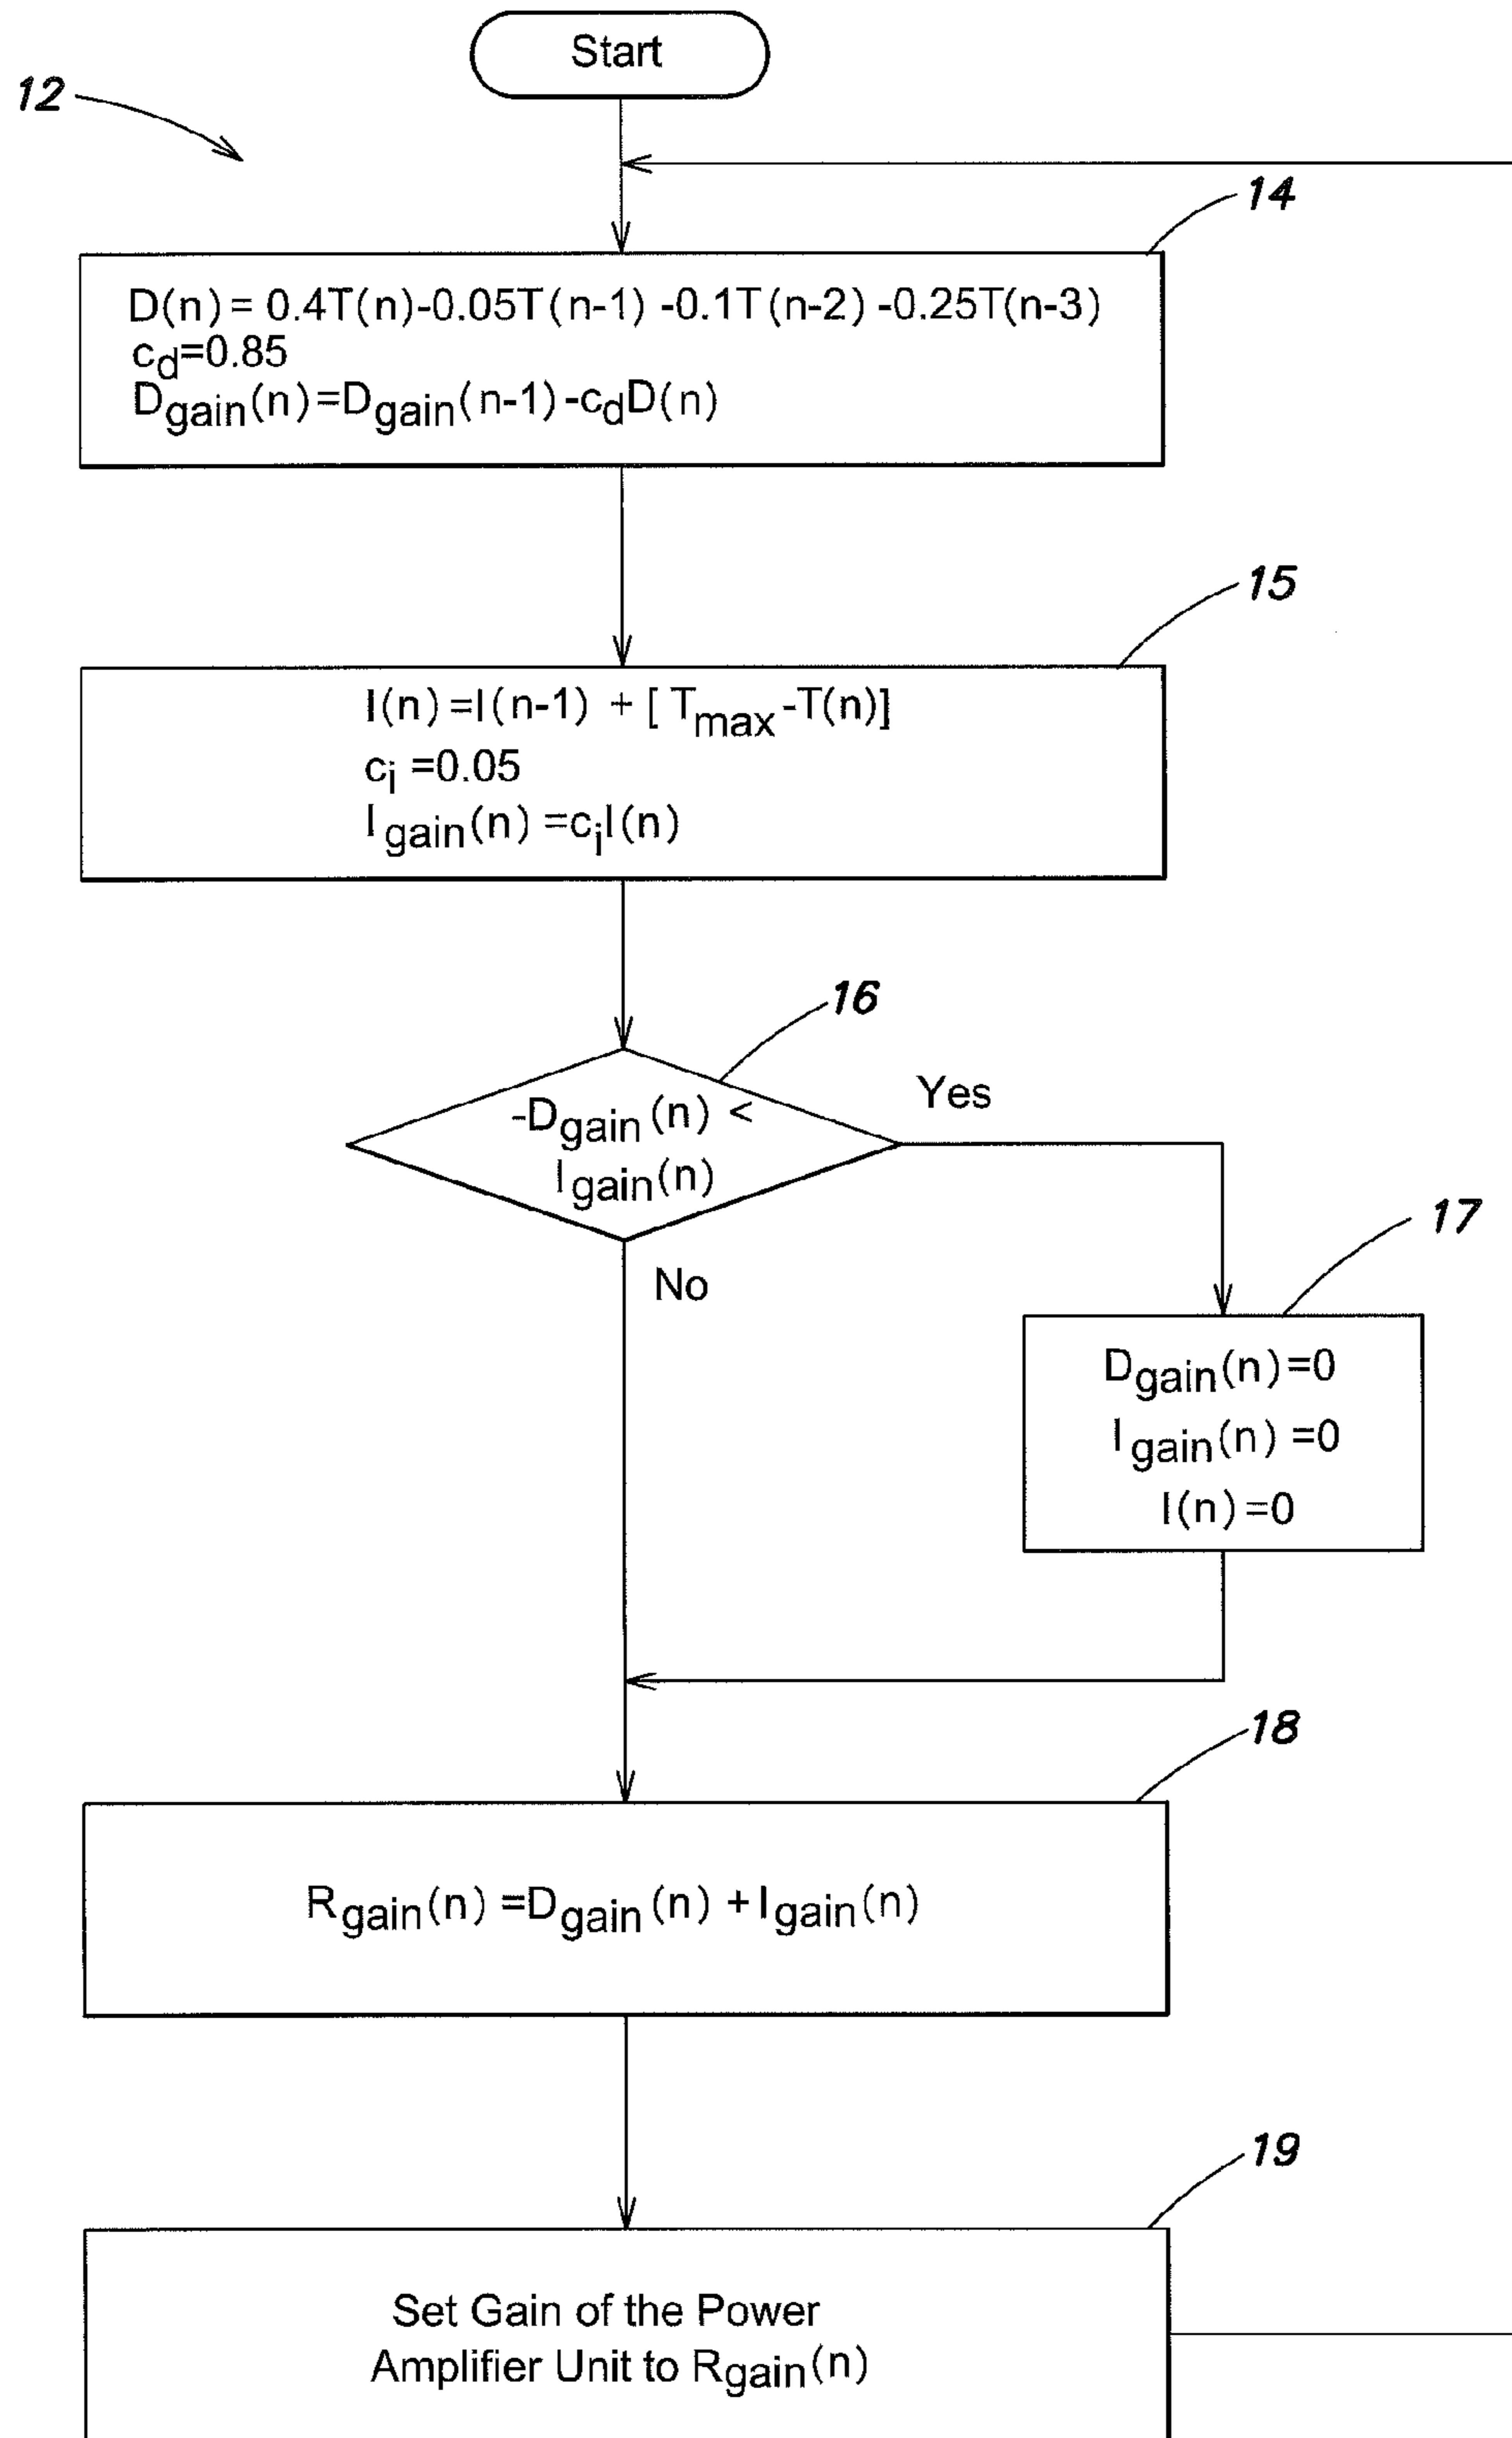 Start
12
14
D(n) = 0.4T(n)-0.05T(n-1) -0.1T(n-2) -0.25T(n-3)
cd=0.85
Dgain(n)=Dgain(n-1)-cdD(n)
15
I(n)=I(n-1) + [Tmax-T(n)]
ci =0.05
Igain(n) =ciI(n)
16
-Dgain(n) <
Igain(n)
Yes
No
17
Dgain(n)=0
Igain(n) =0
I(n)=0
18
Rgain(n) =Dgain(n) +Igain(n)
19
Set Gain of the Power
Amplifier Unit to Rgain(n)